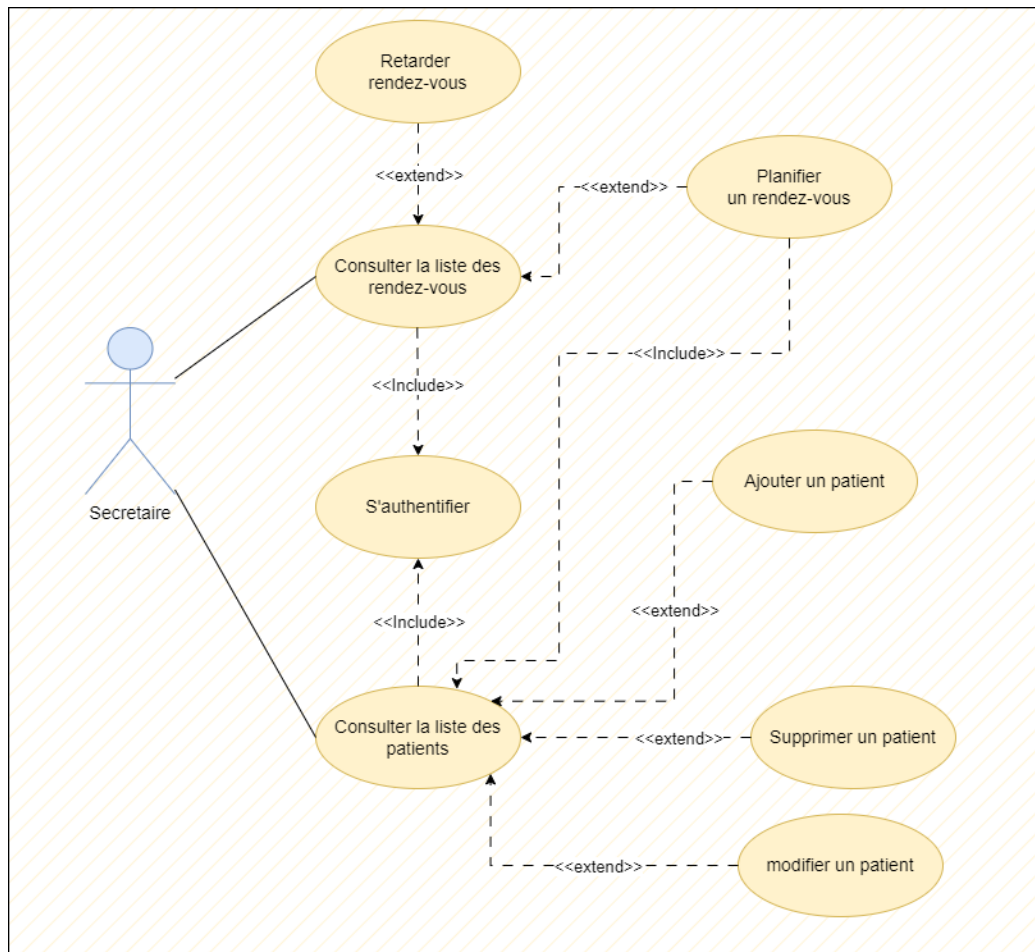 Retarder
rendez-vous
<<extend>>
<<extend>>
Planifier
un rendez-vous
Consulter la liste des
rendez-vous
<<Include>>
<<Include>>
Secretaire
S'authentifier
Ajouter un patient
<<extend>>
<<Include>>
Consulter la liste des
patients
<<extend>>
Supprimer un patient
<<extend>>
modifier un patient